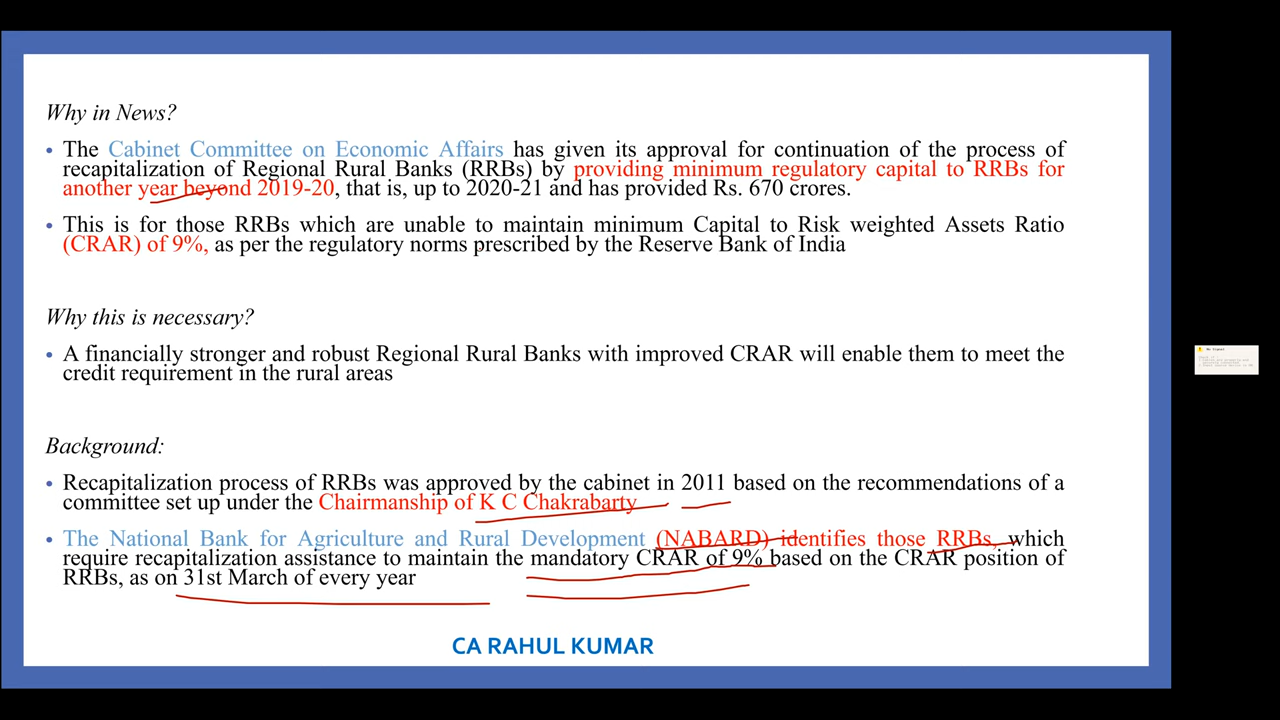 Why in News?
• The Cabinet Committee on Economic Affairs has given its approval for continuation of the process of
recapitalization of Regional Rural Banks (RRBs) by providing minimum regulatory capital to RRBs for
another year beyond 2019-20, that is, up to 2020-21 and has provided Rs. 670 crores.
• This is for those RRBs which are unable to maintain minimum Capital to Risk weighted Assets Ratio
(CRAR) of 9%, as per the regulatory norms prescribed by the Reserve Bank of India
Why this is necessary?
• A financially stronger and robust Regional Rural Banks with improved CRAR will enable them to meet the
credit requirement in the rural areas
Background:
• Recapitalization process of RRBs was approved by the cabinet in 2011 based on the recommendations of a
committee set up under the Chairmanship of K C Chakrabarty
• The National Bank for Agriculture and Rural Development (NABARD) identifies those RRBs, which
require recapitalization assistance to maintain the mandatory CRAR of 9% based on the CRAR position of
RRBs, as on 31st March of every year
CA RAHUL KUMAR
No Signal